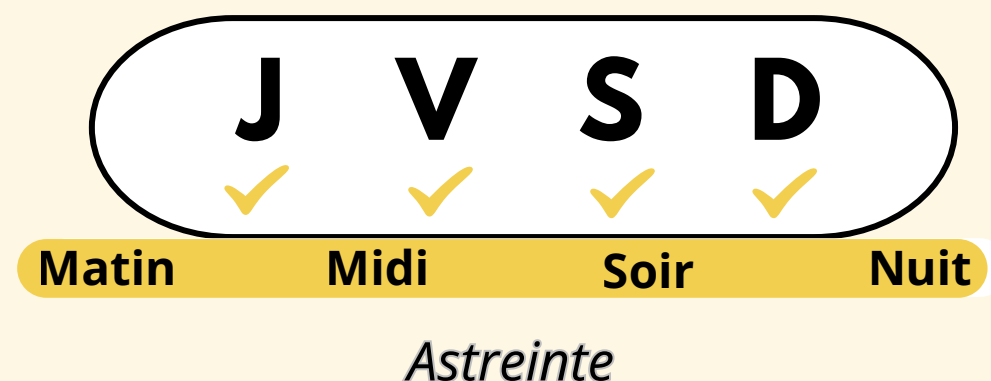 J V S D
Matin Midi Soir Nuit
Astreinte